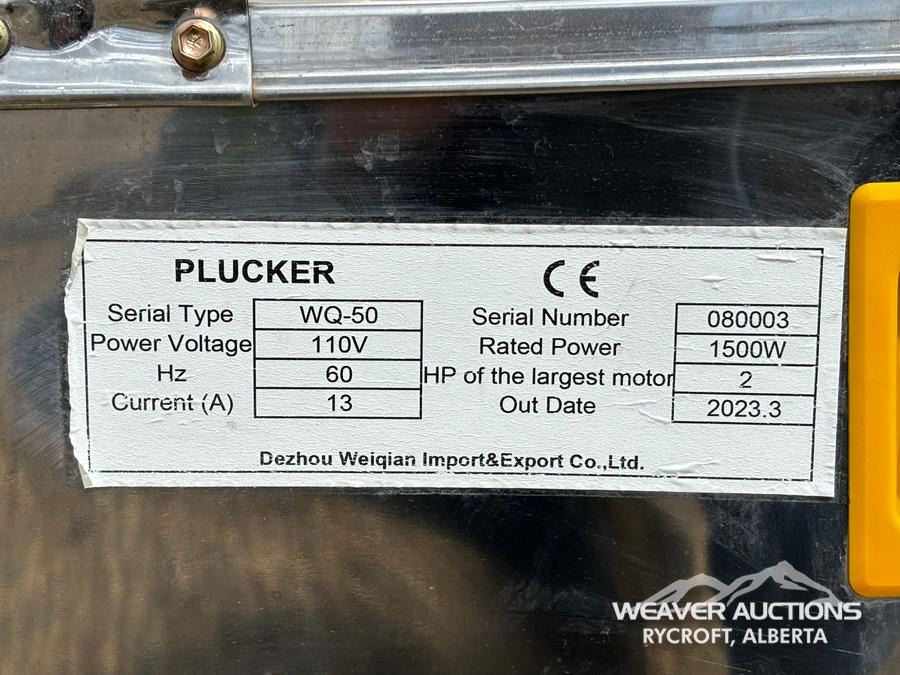 PLUCKER CE
Serial Type WQ-50 Serial Number 080003
Power Voltage 110V Rated Power 1500W
Hz 60 HP of the largest motor 2
Current (A) 13 Out Date 2023.3
Dezhou Weiqian Import&Export Co.,Ltd.
WEAVER AUCTIONS
RYCROFT, ALBERTA